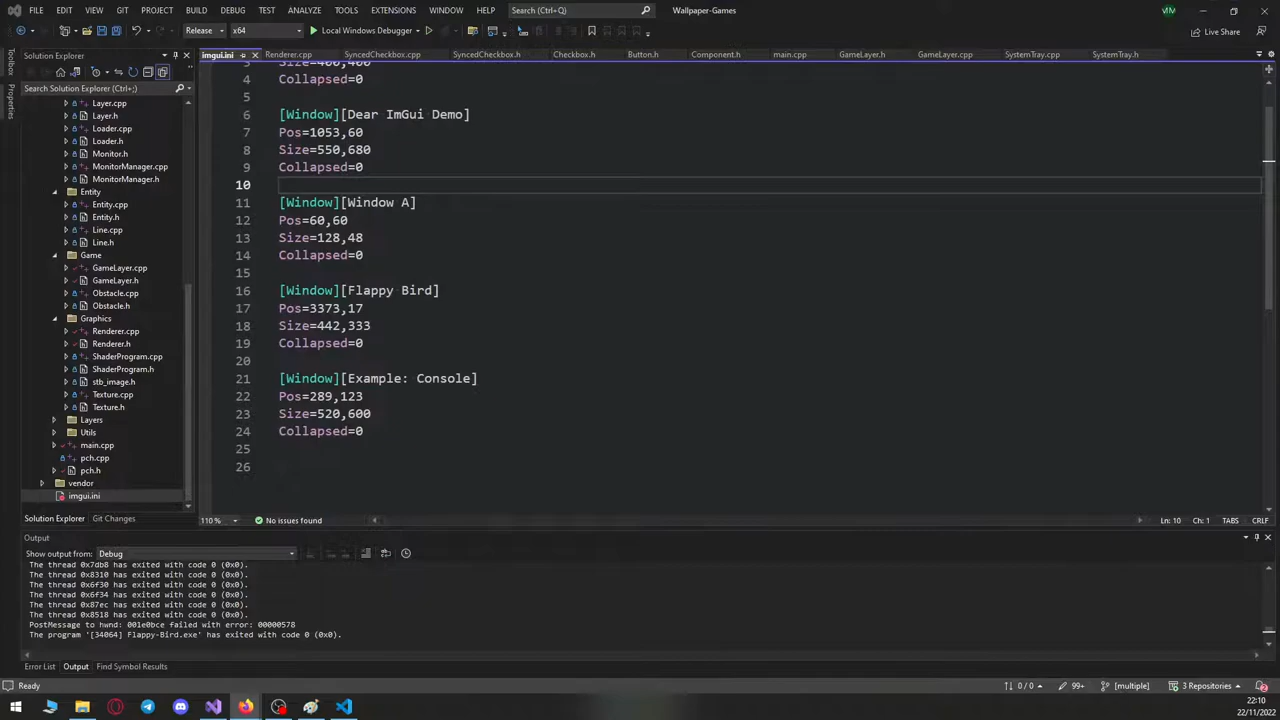 FILE EDIT VIEW GIT PROJECT BUILD DEBUG TEST ANALYZE TOOLS EXTENSIONS WINDOW HELP Search (Ctrl+Q) Wallpaper-Games VM
Release x64 Local Windows Debugger Live Share
Toolbox
Properties
Solution Explorer
Search Solution Explorer (Ctrl+;)
Layer.cpp
Layer.h
Loader.cpp
Loader.h
Monitor.h
MonitorManager.cpp
MonitorManager.h
Entity
Entity.cpp
Entity.h
Line.cpp
Line.h
Game
GameLayer.cpp
GameLayer.h
Obstacle.cpp
Obstacle.h
Graphics
Renderer.cpp
Renderer.h
ShaderProgram.cpp
ShaderProgram.h
stb_image.h
Texture.cpp
Texture.h
Layers
Utils
main.cpp
pch.cpp
pch.h
vendor
imgui.ini
Solution Explorer Git Changes
imgui.ini Renderer.cpp SyncedCheckbox.cpp SyncedCheckbox.h Checkbox.h Button.h Component.h main.cpp GameLayer.h GameLayer.cpp SystemTray.cpp SystemTray.h
3 Size=400,400
4 Collapsed=0
5
6 [Window][Dear ImGui Demo]
7 Pos=1053,60
8 Size=550,680
9 Collapsed=0
10
11 [Window][Window A]
12 Pos=60,60
13 Size=128,48
14 Collapsed=0
15
16 [Window][Flappy Bird]
17 Pos=3373,17
18 Size=442,333
19 Collapsed=0
20
21 [Window][Example: Console]
22 Pos=289,123
23 Size=520,600
24 Collapsed=0
25
26
110 % No issues found Ln: 10 Ch: 1 TABS CRLF
Output
Show output from: Debug
The thread 0x7db8 has exited with code 0 (0x0).
The thread 0x8310 has exited with code 0 (0x0).
The thread 0x6f30 has exited with code 0 (0x0).
The thread 0x6f34 has exited with code 0 (0x0).
The thread 0x87ec has exited with code 0 (0x0).
The thread 0x8518 has exited with code 0 (0x0).
PostMessage to hwnd: 001e0bce failed with error: 00000578
The program '[34064] Flappy-Bird.exe' has exited with code 0 (0x0).
Error List Output Find Symbol Results
Ready 0 / 0 99+ [multiple] 3 Repositories 2
22:10
22/11/2022